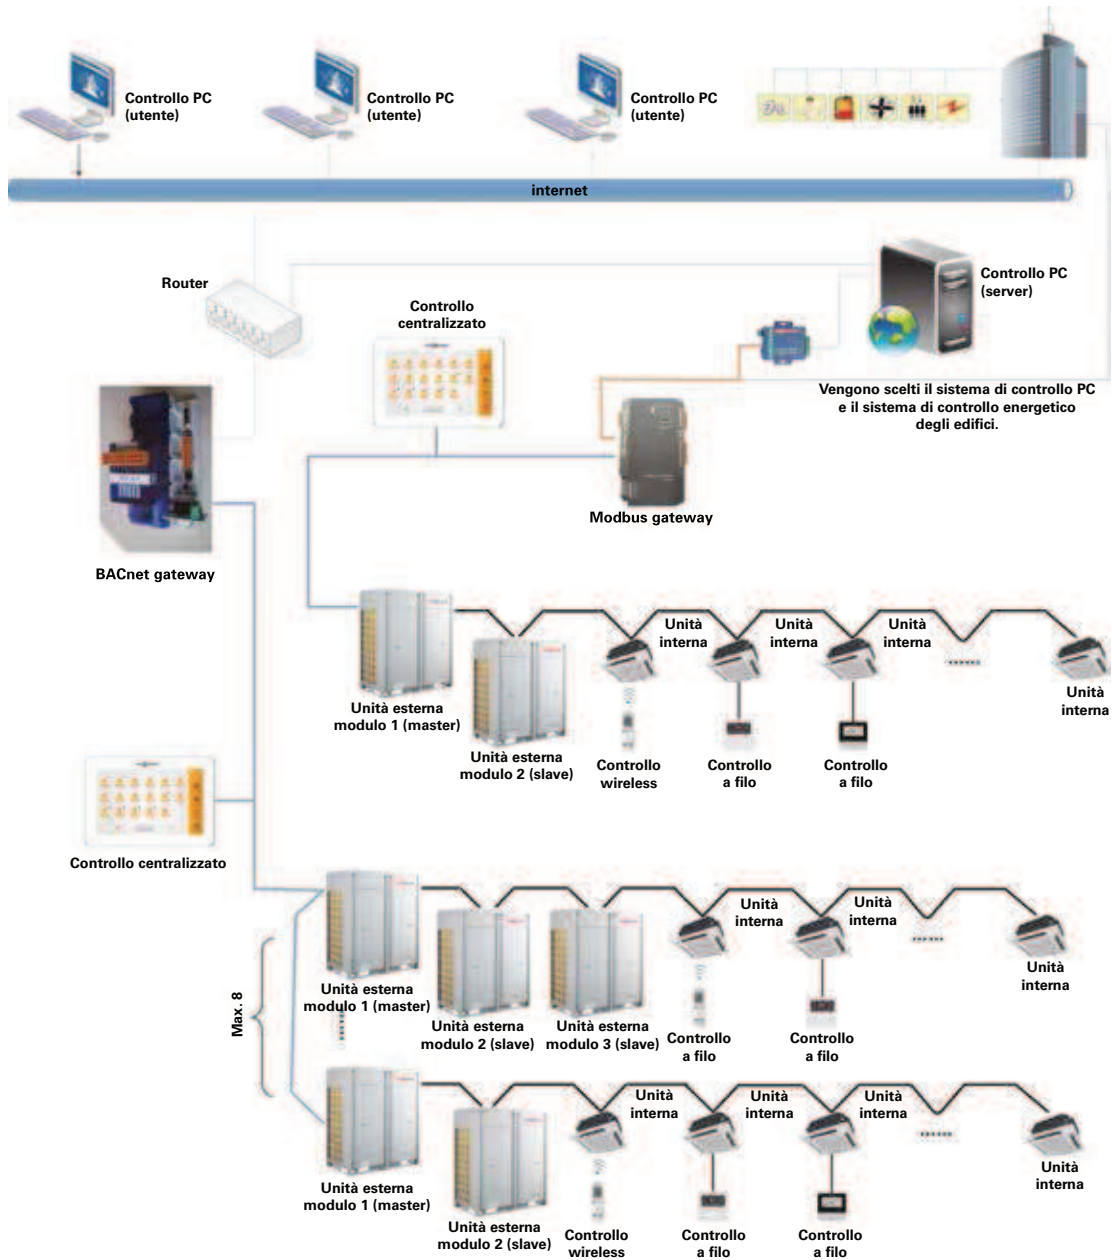 Controllo PC
(utente)
Controllo PC
(utente)
Controllo PC
(utente)
internet
Router
Controllo
centralizzato
Controllo PC
(server)
Vengono scelti il sistema di controllo PC
e il sistema di controllo energetico
degli edifici.
Modbus gateway
BACnet gateway
Unità
interna
Unità
interna
Unità
interna
Unità
interna
Unità esterna
modulo 1 (master)
Unità esterna
modulo 2 (slave)
Controllo
wireless
Controllo
a filo
Controllo
a filo
Controllo centralizzato
Unità
interna
Unità
interna
Unità
interna
Max. 8
Unità esterna
modulo 1 (master)
Unità esterna
modulo 2 (slave)
Unità esterna
modulo 3 (slave)
Controllo
a filo
Controllo
a filo
Unità
interna
Unità
interna
Unità
interna
Unità
interna
Unità esterna
modulo 1 (master)
Unità esterna
modulo 2 (slave)
Controllo
wireless
Controllo
a filo
Controllo
a filo